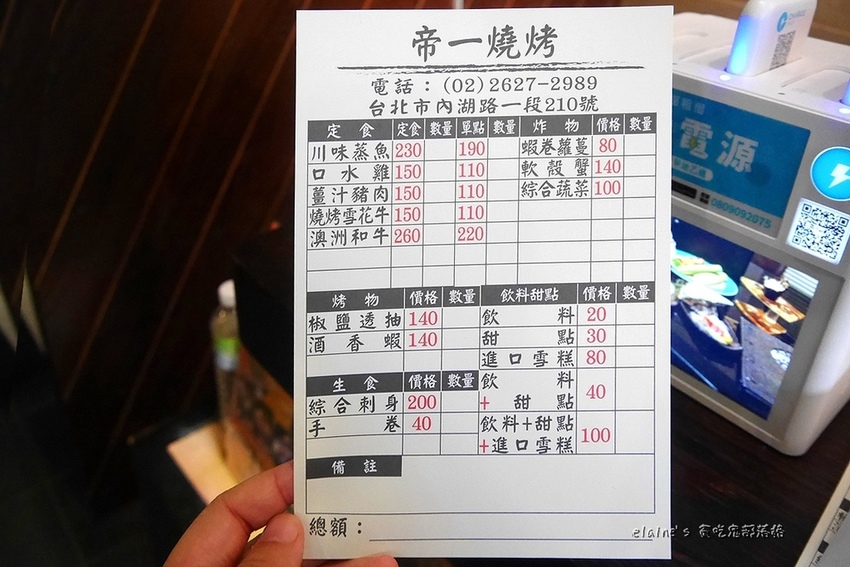 帝一燒烤
電話：(02)2627-2989
台北市內湖路一段210號
定食 定食 數量 單點 數量 炸物 價格 數量
川味蒸魚 230 190 蝦卷蘿蔓 80
口水雞 150 110 軟殼蟹 140
薑汁豬肉 150 110 綜合蔬菜 100
燒烤雪花牛 150 110
澳洲和牛 260 220
烤物 價格 數量 飲料甜點 價格 數量
椒鹽透抽 140 飲料 20
酒香蝦 140 甜點 30
進口雪糕 80
生食 價格 數量 飲料
綜合刺身 200 +甜點 40
手卷 40 飲料+甜點
+進口雪糕 100
備註
總額：
電源
0809092075
elaine's 貪吃鬼部落格